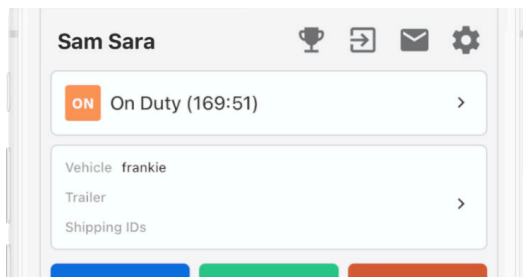 Sam Sara
ON On Duty (169:51)
Vehicle frankie
Trailer
Shipping IDs